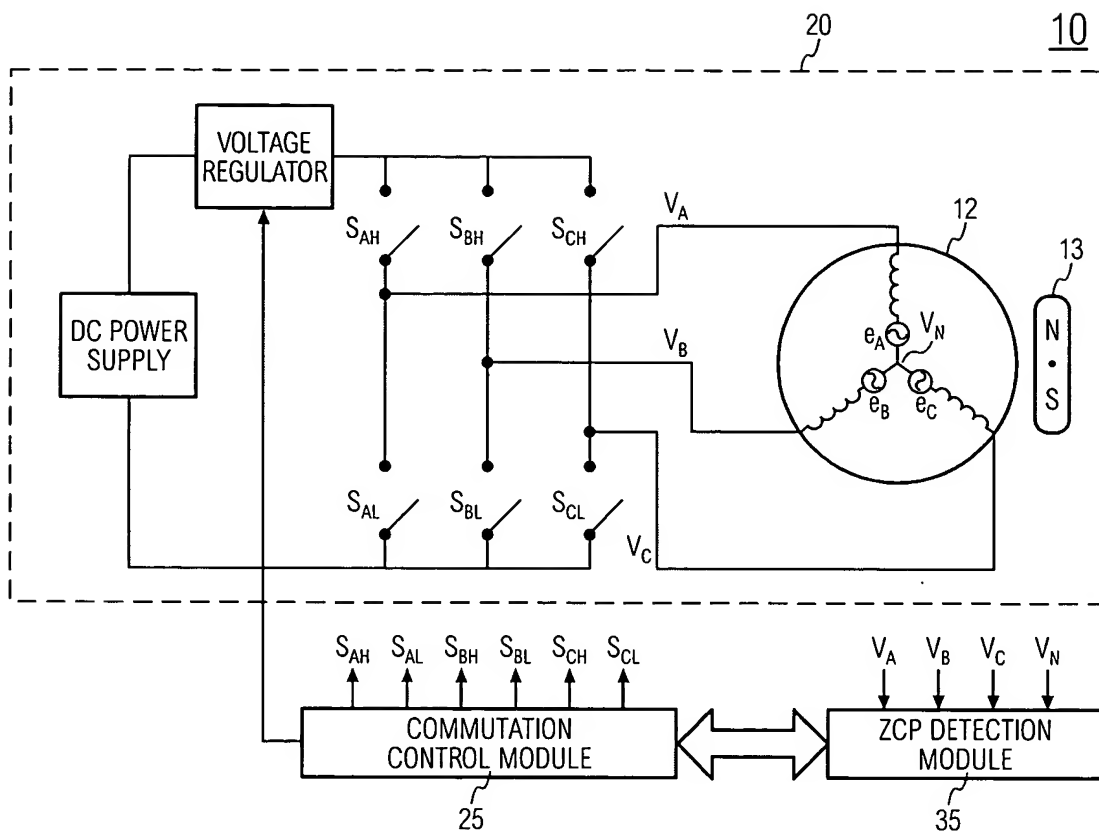 20
10
VOLTAGE
REGULATOR
S_AH
S_BH
S_CH
V_A
12
13
DC POWER
SUPPLY
V_B
e_A
V_N
e_B
e_C
N
S
S_AL
S_BL
S_CL
V_C
S_AH S_AL S_BH S_BL S_CH S_CL
V_A V_B V_C V_N
COMMUTATION
CONTROL MODULE
ZCP DETECTION
MODULE
25
35